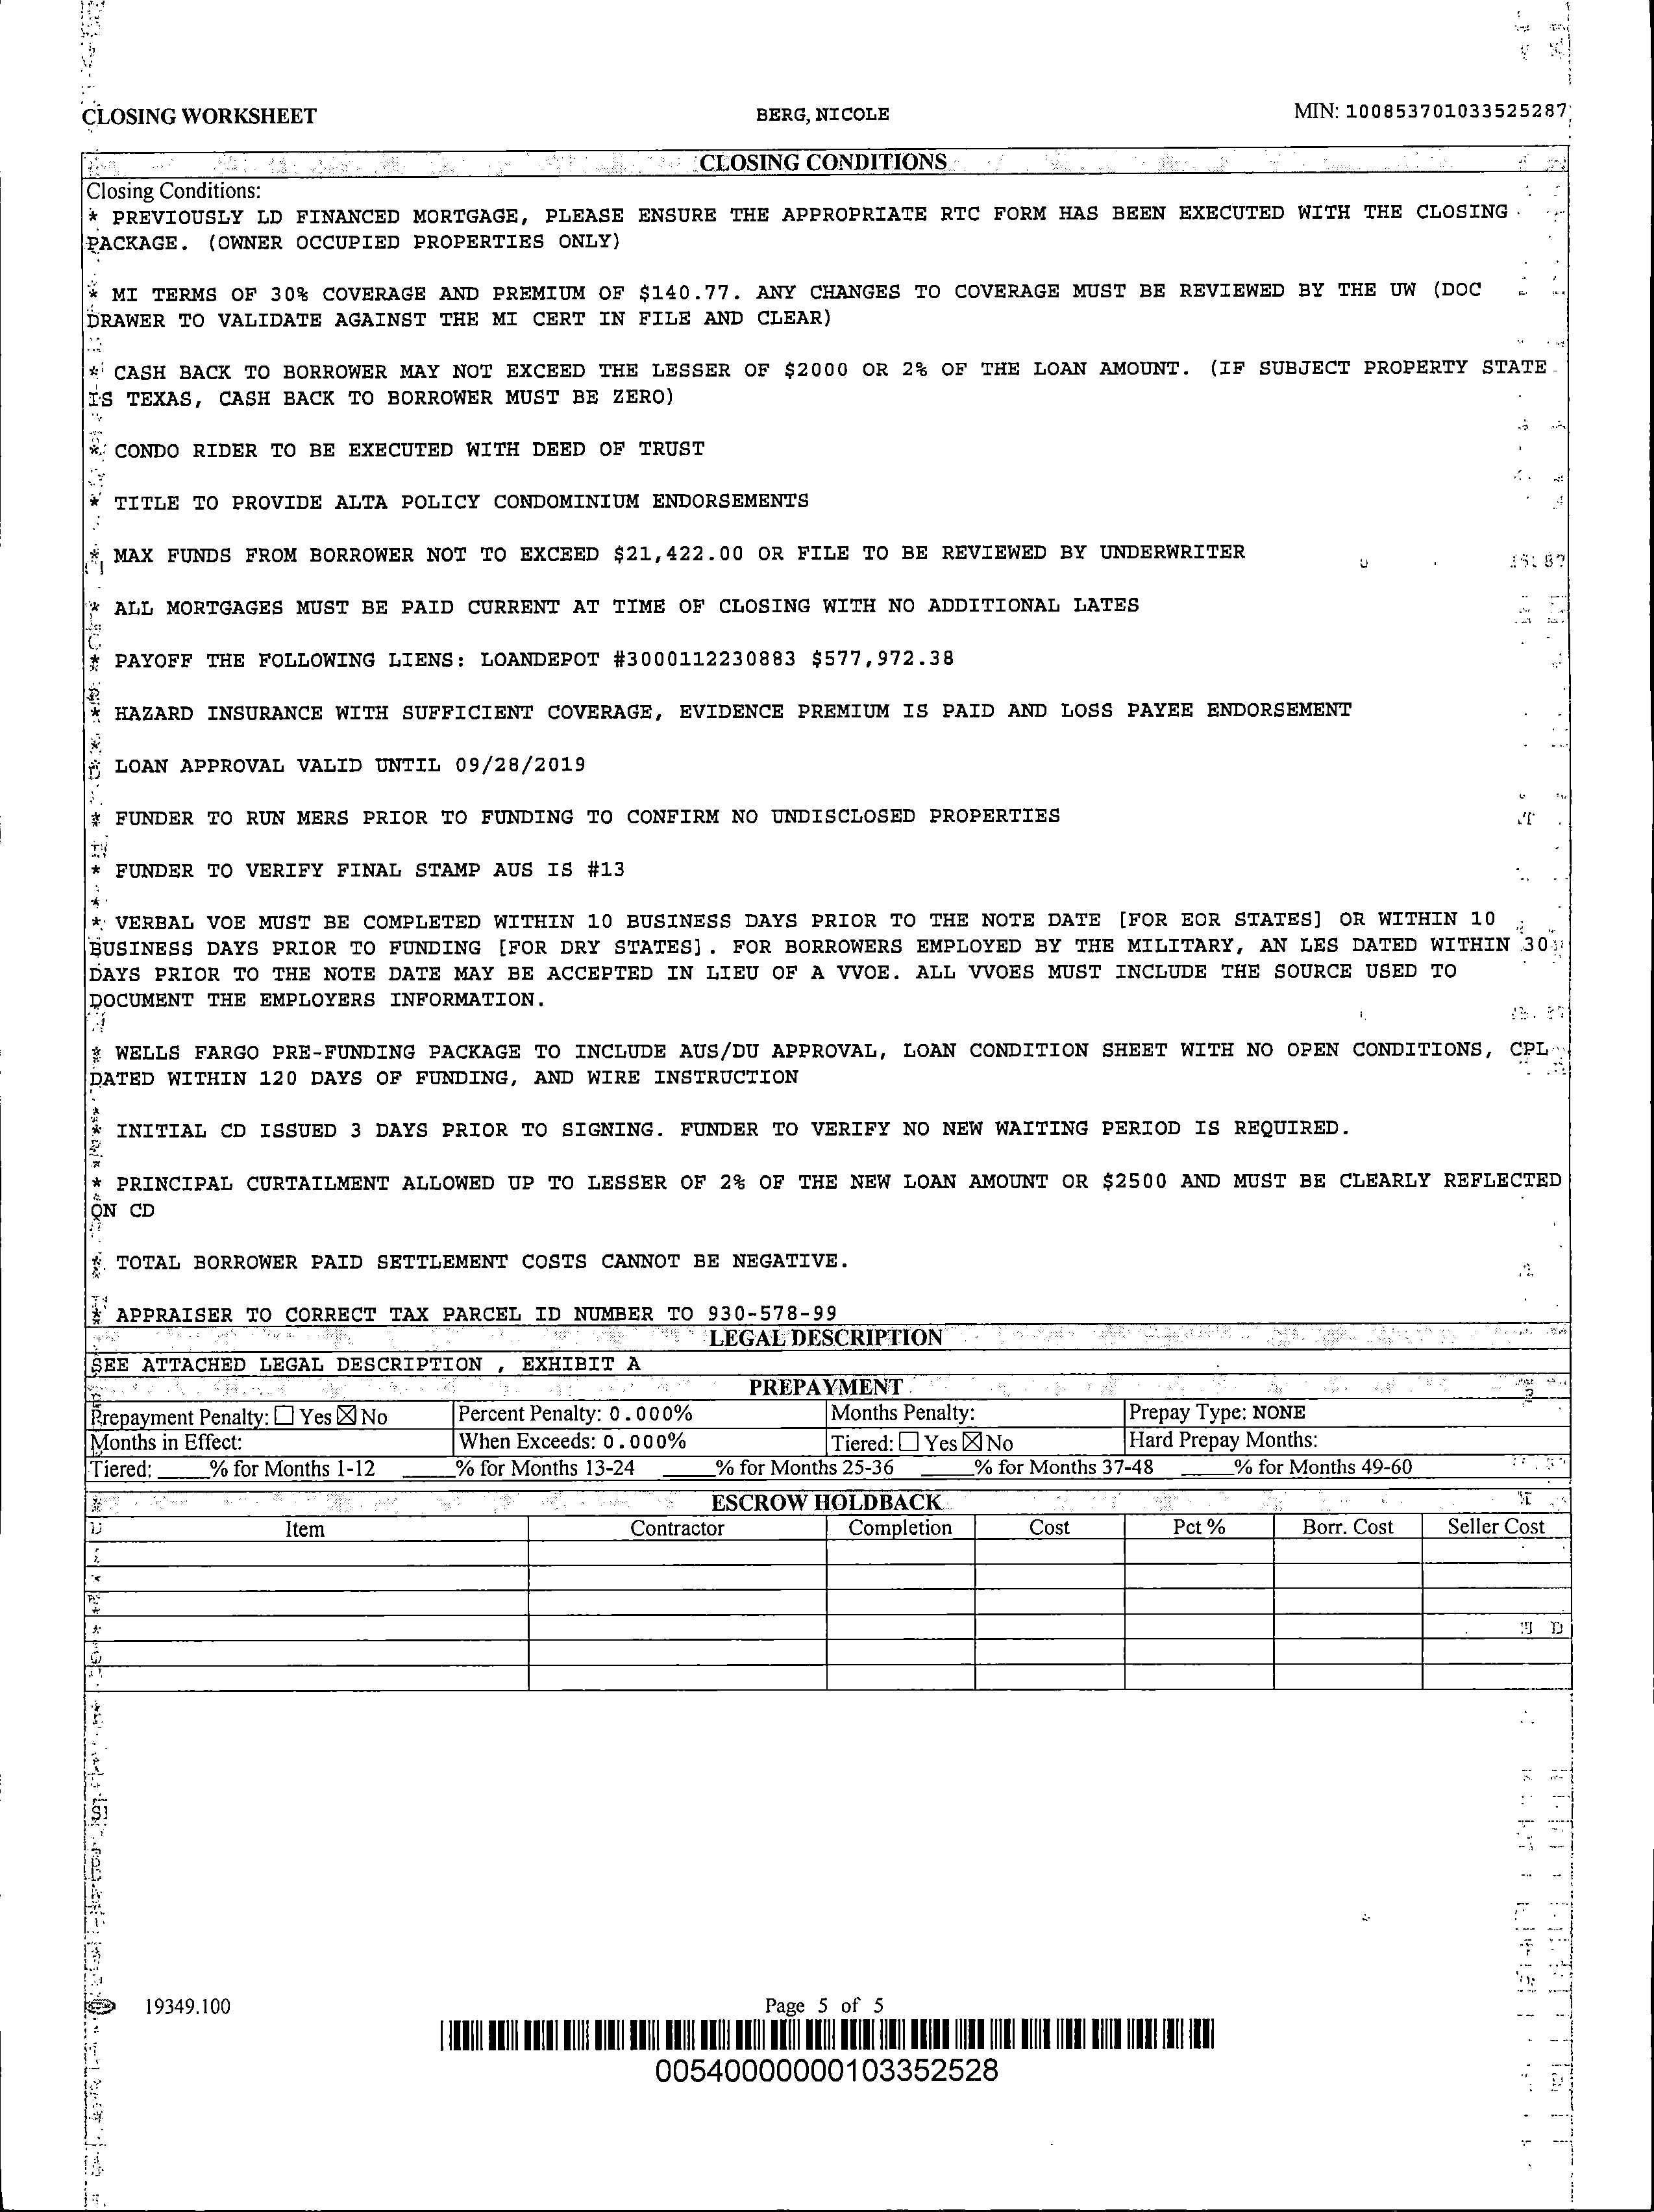 CLOSING WORKSHEET BERG, NICOLE MIN: 100853701033525287
CLOSING CONDITIONS
Closing Conditions:
* PREVIOUSLY LD FINANCED MORTGAGE, PLEASE ENSURE THE APPROPRIATE RTC FORM HAS BEEN EXECUTED WITH THE CLOSING
PACKAGE. (OWNER OCCUPIED PROPERTIES ONLY)
* MI TERMS OF 30% COVERAGE AND PREMIUM OF $140.77. ANY CHANGES TO COVERAGE MUST BE REVIEWED BY THE UW (DOC
DRAWER TO VALIDATE AGAINST THE MI CERT IN FILE AND CLEAR)
* CASH BACK TO BORROWER MAY NOT EXCEED THE LESSER OF $2000 OR 2% OF THE LOAN AMOUNT. (IF SUBJECT PROPERTY STATE
IS TEXAS, CASH BACK TO BORROWER MUST BE ZERO)
* CONDO RIDER TO BE EXECUTED WITH DEED OF TRUST
* TITLE TO PROVIDE ALTA POLICY CONDOMINIUM ENDORSEMENTS
* MAX FUNDS FROM BORROWER NOT TO EXCEED $21,422.00 OR FILE TO BE REVIEWED BY UNDERWRITER
* ALL MORTGAGES MUST BE PAID CURRENT AT TIME OF CLOSING WITH NO ADDITIONAL LATES
* PAYOFF THE FOLLOWING LIENS: LOANDEPOT #3000112230883 $577,972.38
* HAZARD INSURANCE WITH SUFFICIENT COVERAGE, EVIDENCE PREMIUM IS PAID AND LOSS PAYEE ENDORSEMENT
* LOAN APPROVAL VALID UNTIL 09/28/2019
* FUNDER TO RUN MERS PRIOR TO FUNDING TO CONFIRM NO UNDISCLOSED PROPERTIES
* FUNDER TO VERIFY FINAL STAMP AUS IS #13
* VERBAL VOE MUST BE COMPLETED WITHIN 10 BUSINESS DAYS PRIOR TO THE NOTE DATE [FOR EOR STATES] OR WITHIN 10
BUSINESS DAYS PRIOR TO FUNDING [FOR DRY STATES]. FOR BORROWERS EMPLOYED BY THE MILITARY, AN LES DATED WITHIN 30
DAYS PRIOR TO THE NOTE DATE MAY BE ACCEPTED IN LIEU OF A VVOE. ALL VVOES MUST INCLUDE THE SOURCE USED TO
DOCUMENT THE EMPLOYERS INFORMATION.
* WELLS FARGO PRE-FUNDING PACKAGE TO INCLUDE AUS/DU APPROVAL, LOAN CONDITION SHEET WITH NO OPEN CONDITIONS, CPL
DATED WITHIN 120 DAYS OF FUNDING, AND WIRE INSTRUCTION
* INITIAL CD ISSUED 3 DAYS PRIOR TO SIGNING. FUNDER TO VERIFY NO NEW WAITING PERIOD IS REQUIRED.
* PRINCIPAL CURTAILMENT ALLOWED UP TO LESSER OF 2% OF THE NEW LOAN AMOUNT OR $2500 AND MUST BE CLEARLY REFLECTED
ON CD
* TOTAL BORROWER PAID SETTLEMENT COSTS CANNOT BE NEGATIVE.
* APPRAISER TO CORRECT TAX PARCEL ID NUMBER TO 930-578-99
LEGAL DESCRIPTION
SEE ATTACHED LEGAL DESCRIPTION , EXHIBIT A
PREPAYMENT
Prepayment Penalty: ☐ Yes ☒ No Percent Penalty: 0.000% Months Penalty: Prepay Type: NONE
Months in Effect: When Exceeds: 0.000% Tiered: ☐ Yes ☒ No Hard Prepay Months:
Tiered: ____% for Months 1-12 ____% for Months 13-24 ____% for Months 25-36 ____% for Months 37-48 ____% for Months 49-60
ESCROW HOLDBACK
Item Contractor Completion Cost Pct % Borr. Cost Seller Cost
19349.100 Page 5 of 5
00540000000103352528